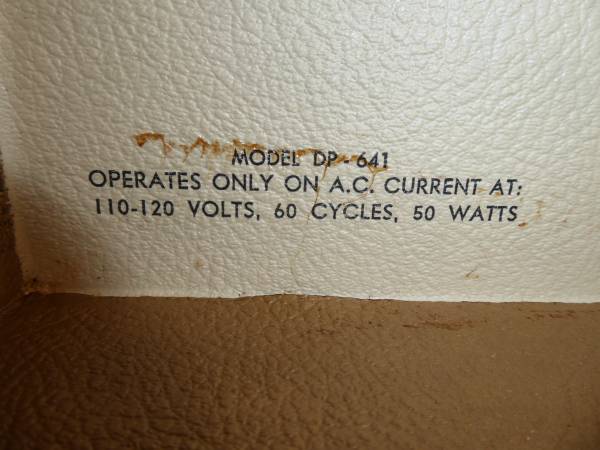 MODEL DP-641
OPERATES ONLY ON A.C. CURRENT AT:
110-120 VOLTS, 60 CYCLES, 50 WATTS